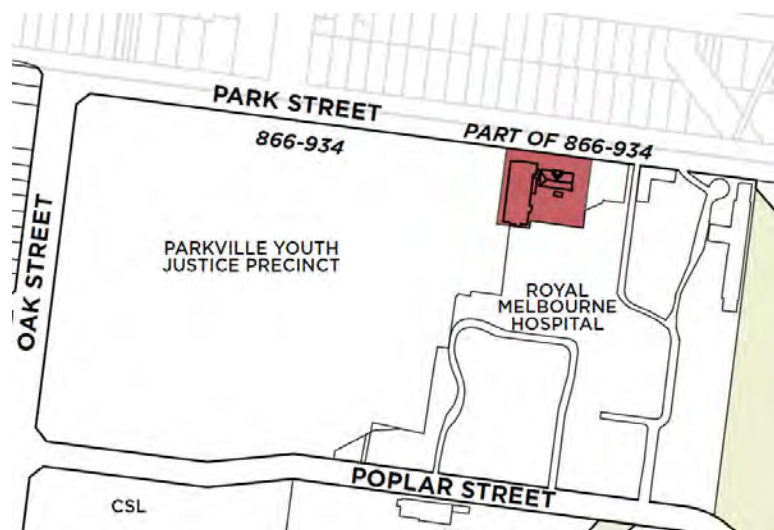 PARK STREET
866-934
PART OF 866-934
OAK STREET
PARKVILLE YOUTH
JUSTICE PRECINCT
ROYAL
MELBOURNE
HOSPITAL
POPLAR STREET
CSL